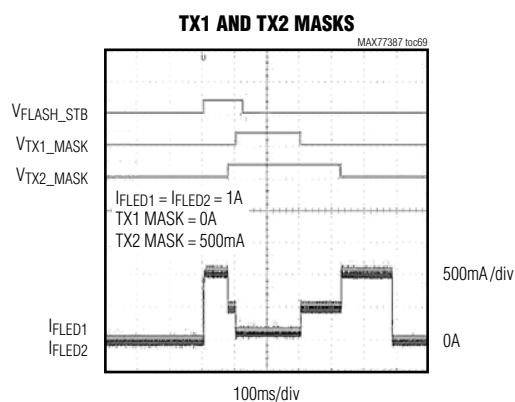 TX1 AND TX2 MASKS
MAX77387 toc69
VFLASH_STB
VTX1_MASK
VTX2_MASK
IFLED1 = IFLED2 = 1A
TX1 MASK = 0A
TX2 MASK = 500mA
500mA/div
IFLED1
IFLED2
0A
100ms/div